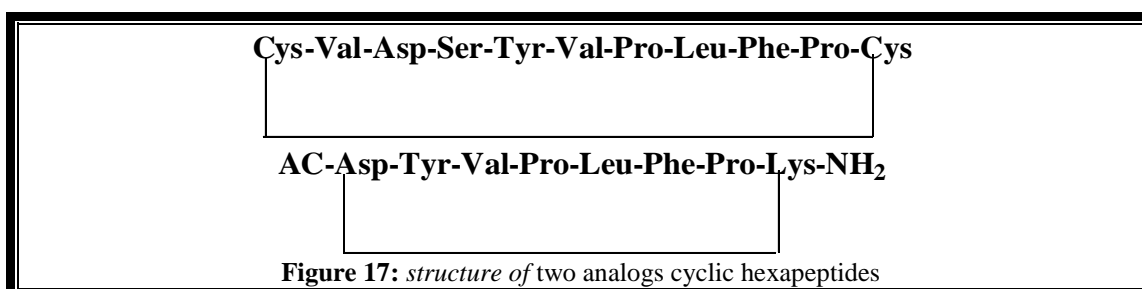 Cys-Val-Asp-Ser-Tyr-Val-Pro-Leu-Phe-Pro-Cys
AC-Asp-Tyr-Val-Pro-Leu-Phe-Pro-Lys-NH2
Figure 17: structure of two analogs cyclic hexapeptides